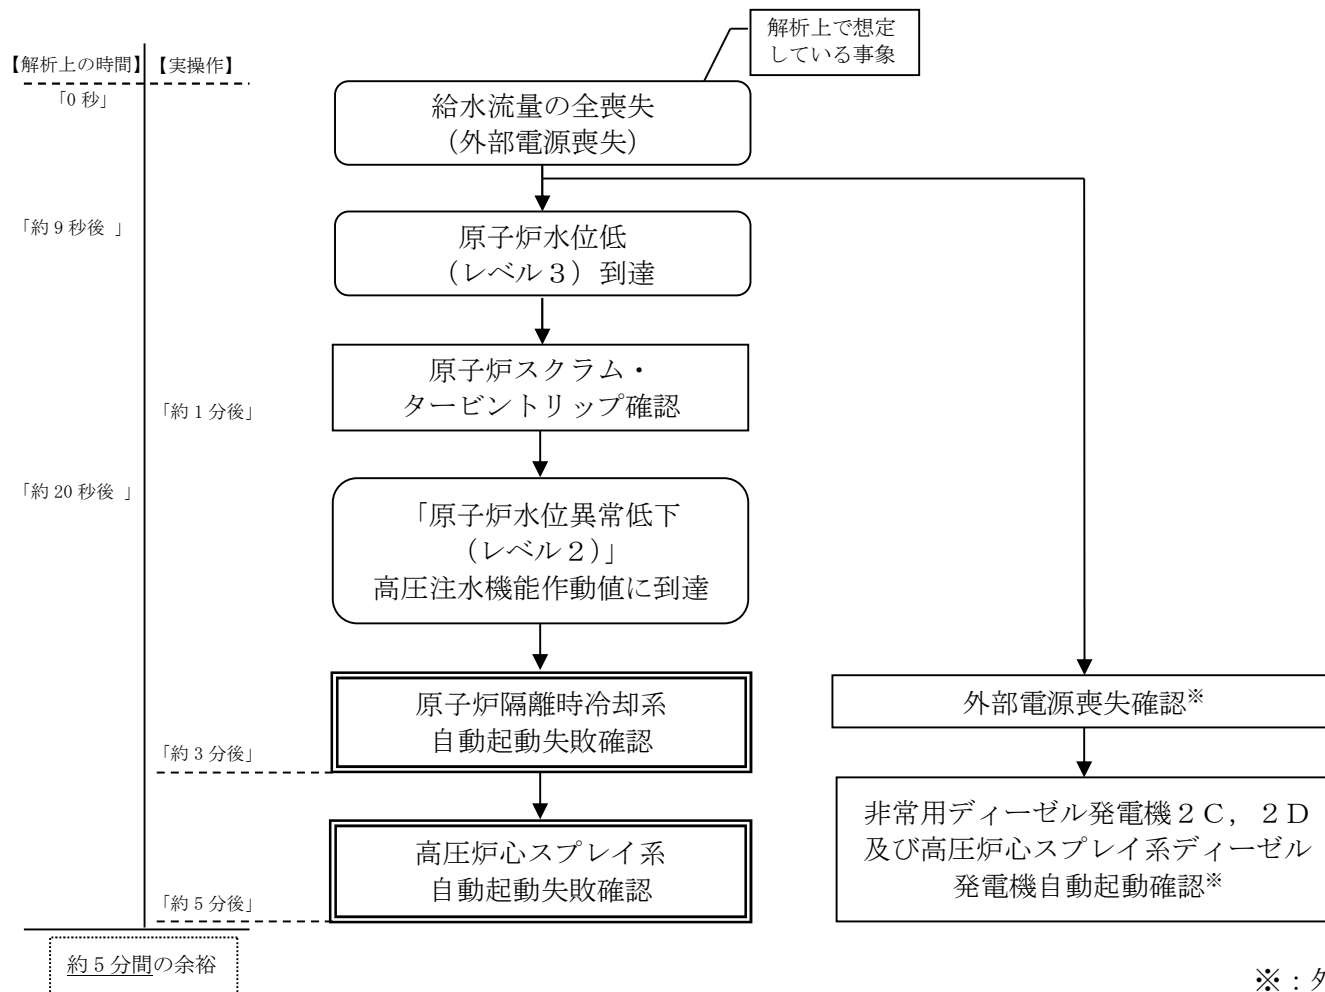 解析上で想定
している事象
【解析上の時間】【実操作】
「0 秒」
給水流量の全喪失
（外部電源喪失）
「約 9 秒後 」
原子炉水位低
（レベル３）到達
原子炉スクラム・
タービントリップ確認
「約 1 分後」
「約 20 秒後 」
「原子炉水位異常低下
（レベル２）」
高圧注水機能作動値に到達
原子炉隔離時冷却系
自動起動失敗確認
「約 3 分後」
外部電源喪失確認※
高圧炉心スプレイ系
自動起動失敗確認
「約 5 分後」
非常用ディーゼル発電機２Ｃ，２Ｄ
及び高圧炉心スプレイ系ディーゼル
発電機自動起動確認※
約 5 分間の余裕
※：